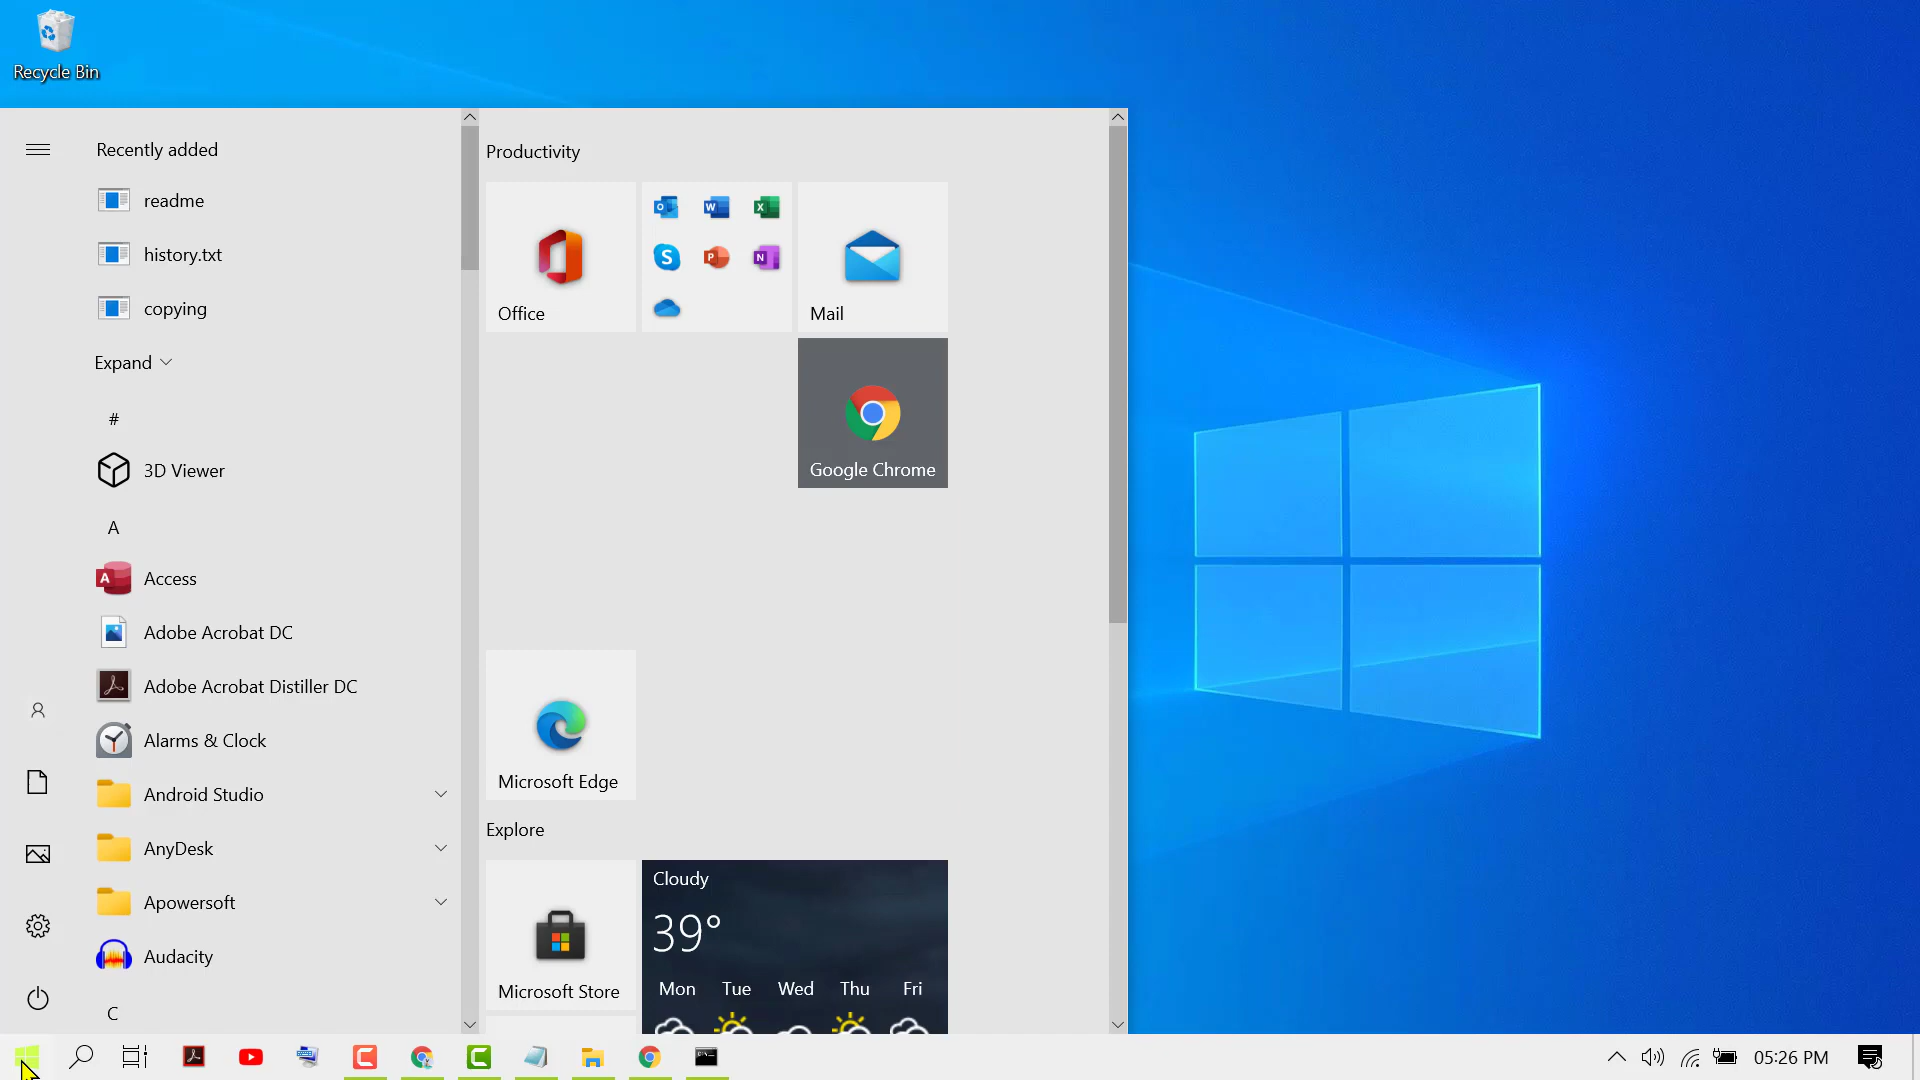 Recycle Bin
Recently added
readme
history.txt
copying
Expand
#
3D Viewer
A
Access
Adobe Acrobat DC
Adobe Acrobat Distiller DC
Alarms & Clock
Android Studio
AnyDesk
Apowersoft
Audacity
C
Productivity
Office
Mail
Google Chrome
Microsoft Edge
Explore
Microsoft Store
Cloudy
39°
Mon Tue Wed Thu Fri
05:26 PM